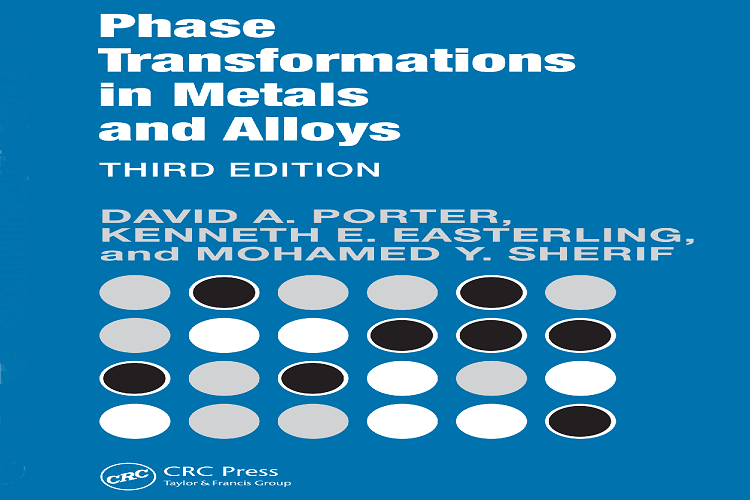 Phase
Transformations
in Metals
and Alloys
THIRD EDITION
DAVID A. PORTER,
KENNETH E. EASTERLING,
and MOHAMED Y. SHERIF
CRC
CRC Press
Taylor & Francis Group